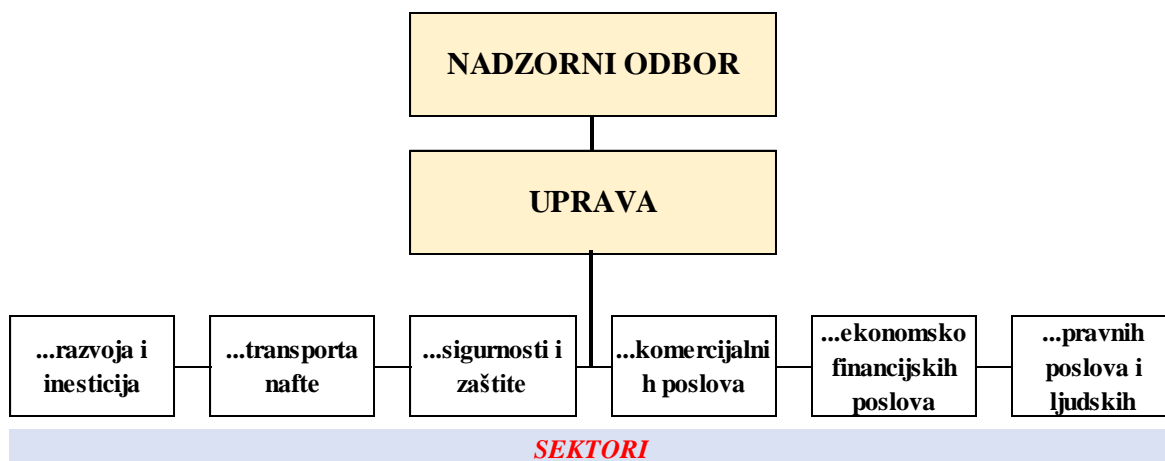 NADZORNI ODBOR
UPRAVA
...razvoja i
inesticija
...transporta
nafte
...sigurnosti i
zaštite
...komercijalni
h poslova
...ekonomsko
financijskih
poslova
...pravnih
poslova i
ljudskih
SEKTORI